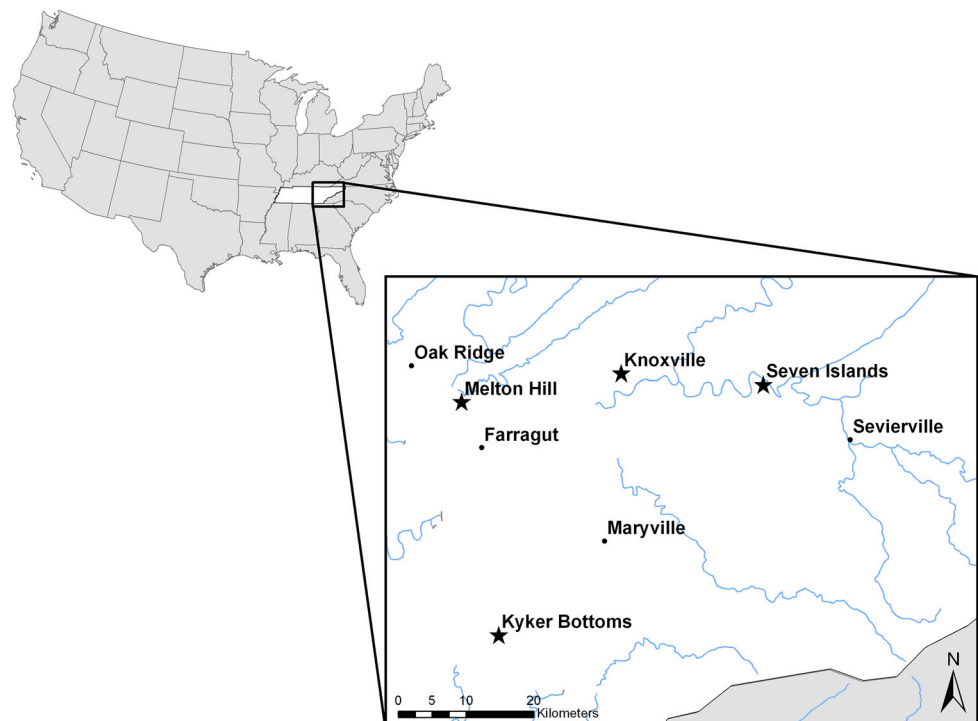 Oak Ridge
Knoxville
Seven Islands
Melton Hill
Farragut
Sevierville
Maryville
Kyker Bottoms
N
0 5 10 20
Kilometers